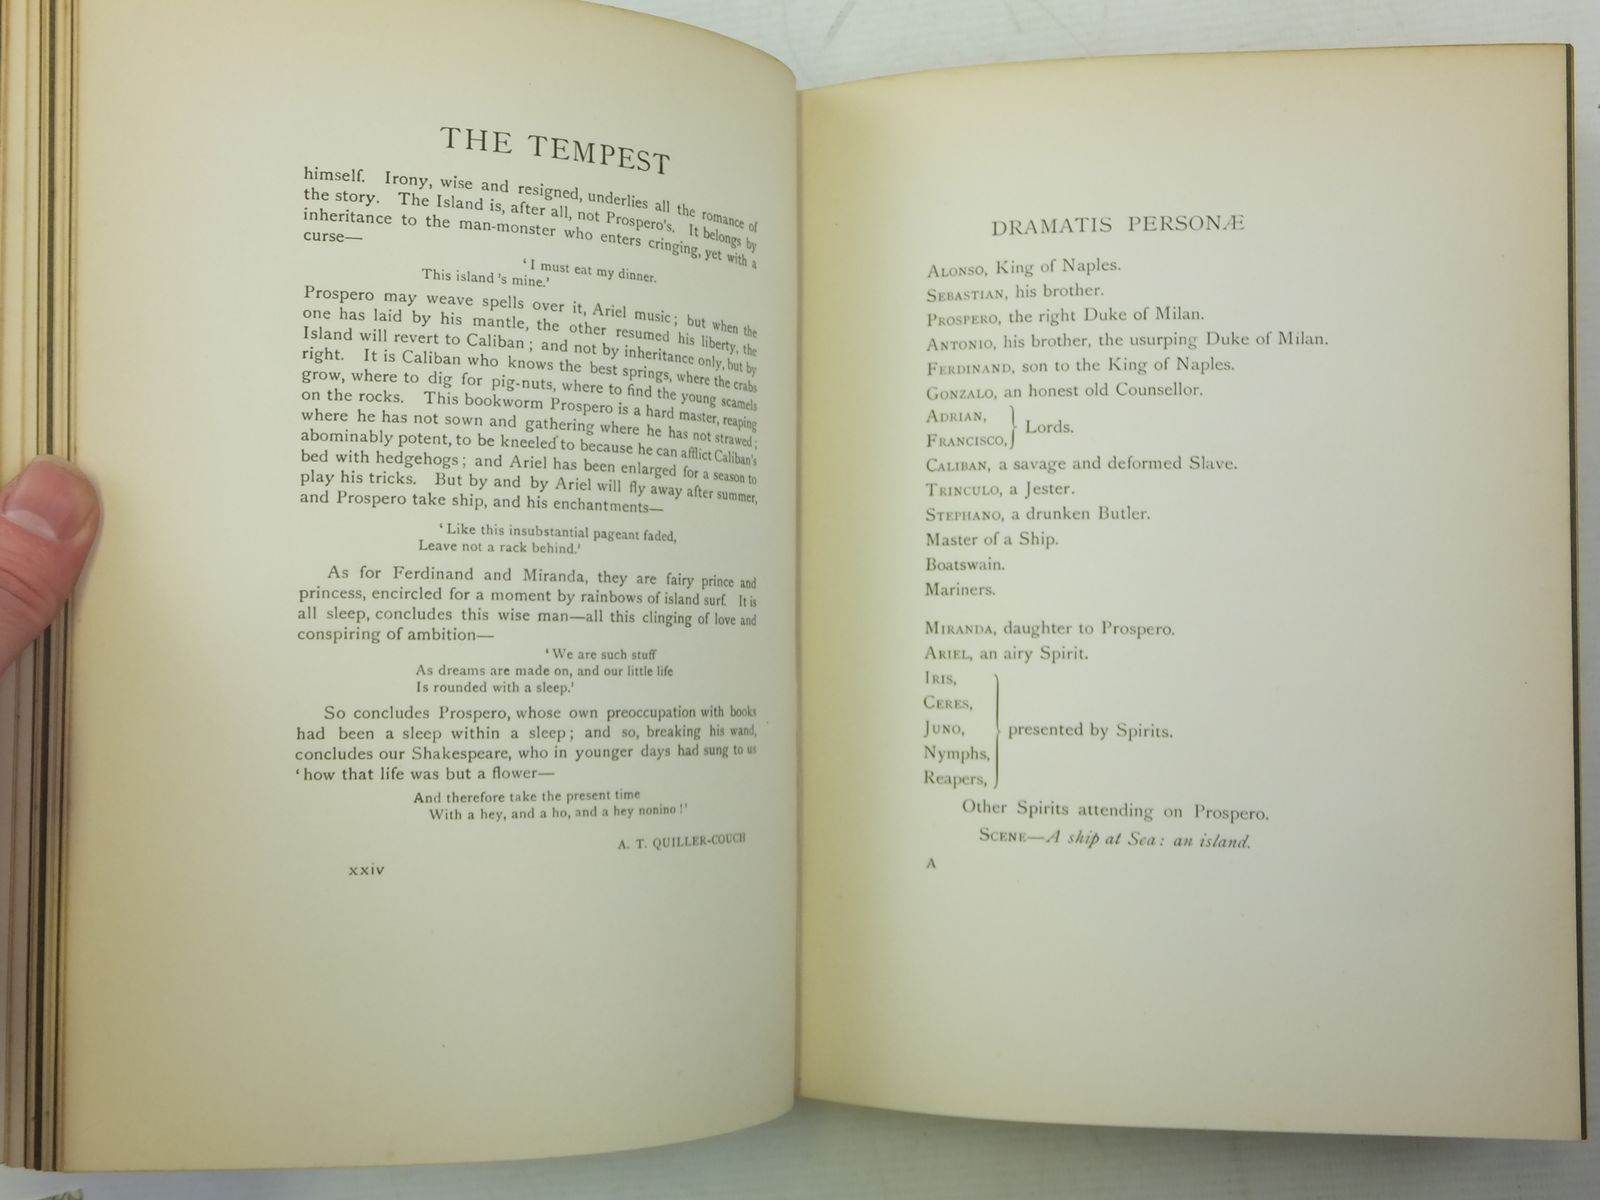 THE TEMPEST
himself. Irony, wise and resigned, underlies all the romance of
the story. The Island is, after all, not Prospero's. It belongs by
inheritance to the man-monster who enters cringing, yet with a
curse—
‘I must eat my dinner.
This island's mine.’
Prospero may weave spells over it, Ariel music; but when the
one has laid by his mantle, the other resumed his liberty, the
Island will revert to Caliban; and not by inheritance only, but by
right. It is Caliban who knows the best springs, where the crabs
grow, where to dig for pig-nuts, where to find the young scamels
on the rocks. This bookworm Prospero is a hard master, reaping
where he has not sown and gathering where he has not strawed;
abominably potent, to be kneeled to because he can afflict Caliban's
bed with hedgehogs; and Ariel has been enlarged for a season to
play his tricks. But by and by Ariel will fly away after summer,
and Prospero take ship, and his enchantments—
‘Like this insubstantial pageant faded,
Leave not a rack behind.’
As for Ferdinand and Miranda, they are fairy prince and
princess, encircled for a moment by rainbows of island surf. It is
all sleep, concludes this wise man—all this clinging of love and
conspiring of ambition—
‘We are such stuff
As dreams are made on, and our little life
Is rounded with a sleep.’
So concludes Prospero, whose own preoccupation with books
had been a sleep within a sleep; and so, breaking his wand,
concludes our Shakespeare, who in younger days had sung to us
‘how that life was but a flower—
And therefore take the present time
With a hey, and a ho, and a hey nonino!’
A. T. QUILLER-COUCH
xxiv
DRAMATIS PERSONÆ
ALONSO, King of Naples.
SEBASTIAN, his brother.
PROSPERO, the right Duke of Milan.
ANTONIO, his brother, the usurping Duke of Milan.
FERDINAND, son to the King of Naples.
GONZALO, an honest old Counsellor.
ADRIAN,
FRANCISCO,
Lords.
CALIBAN, a savage and deformed Slave.
TRINCULO, a Jester.
STEPHANO, a drunken Butler.
Master of a Ship.
Boatswain.
Mariners.
MIRANDA, daughter to Prospero.
ARIEL, an airy Spirit.
IRIS,
CERES,
JUNO,
Nymphs,
Reapers,
presented by Spirits.
Other Spirits attending on Prospero.
SCENE—A ship at Sea: an island.
A